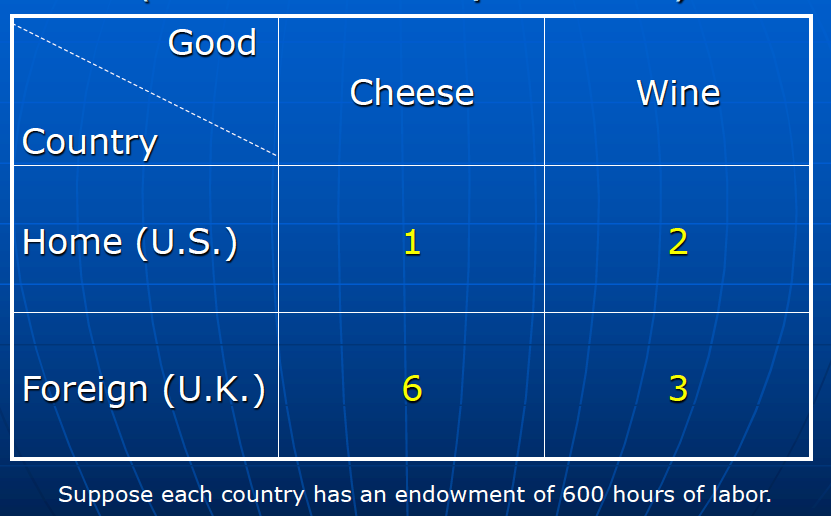 Good
Country
Cheese
Wine
Home (U.S.)
1
2
Foreign (U.K.)
6
3
Suppose each country has an endowment of 600 hours of labor.